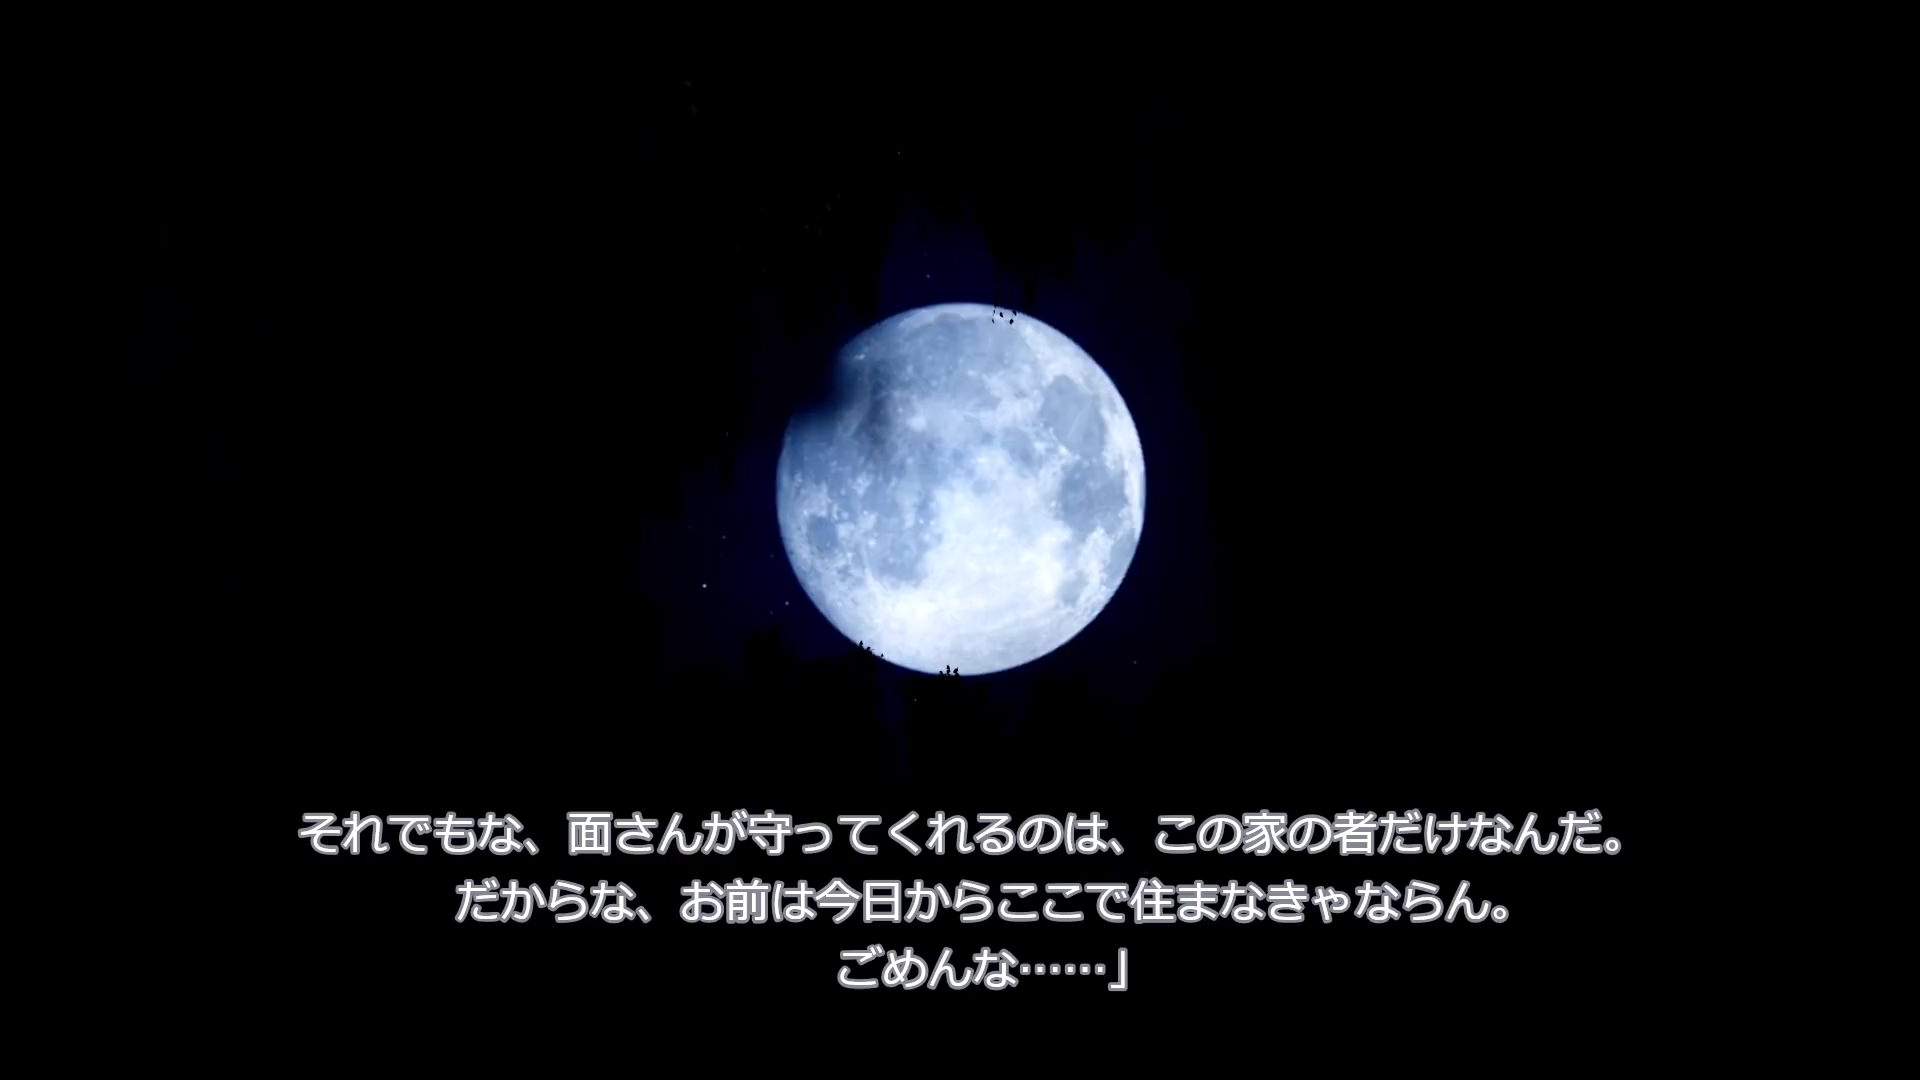 それでもな、面さんが守ってくれるのは、この家の者だけなんだ。
だからな、お前は今日からここで住まなきゃならん。
ごめんな……」